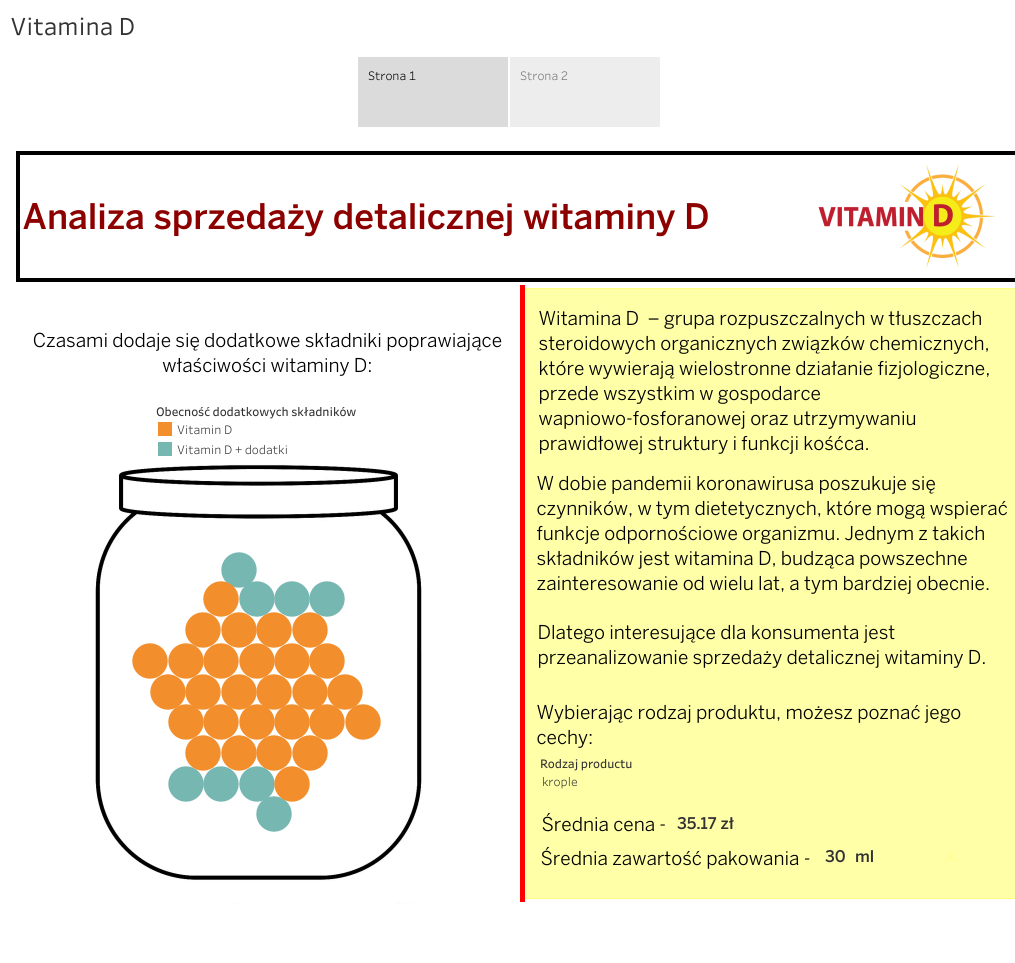 Vitamina D
Strona 1
Strona 2
Analiza sprzedaży detalicznej witaminy D
VITAMIN D
Czasami dodaje się dodatkowe składniki poprawiające
właściwości witaminy D:
Obecność dodatkowych składników
Vitamin D
Vitamin D + dodatki
Witamina D – grupa rozpuszczalnych w tłuszczach
steroidowych organicznych związków chemicznych,
które wywierają wielostronne działanie fizjologiczne,
przede wszystkim w gospodarce
wapniowo-fosforanowej oraz utrzymywaniu
prawidłowej struktury i funkcji kośćca.
W dobie pandemii koronawirusa poszukuje się
czynników, w tym dietetycznych, które mogą wspierać
funkcje odpornościowe organizmu. Jednym z takich
składników jest witamina D, budząca powszechne
zainteresowanie od wielu lat, a tym bardziej obecnie.
Dlatego interesujące dla konsumenta jest
przeanalizowanie sprzedaży detalicznej witaminy D.
Wybierając rodzaj produktu, możesz poznać jego
cechy:
Rodzaj produktu
krople
Średnia cena - 35.17 zł
Średnia zawartość pakowania - 30 ml